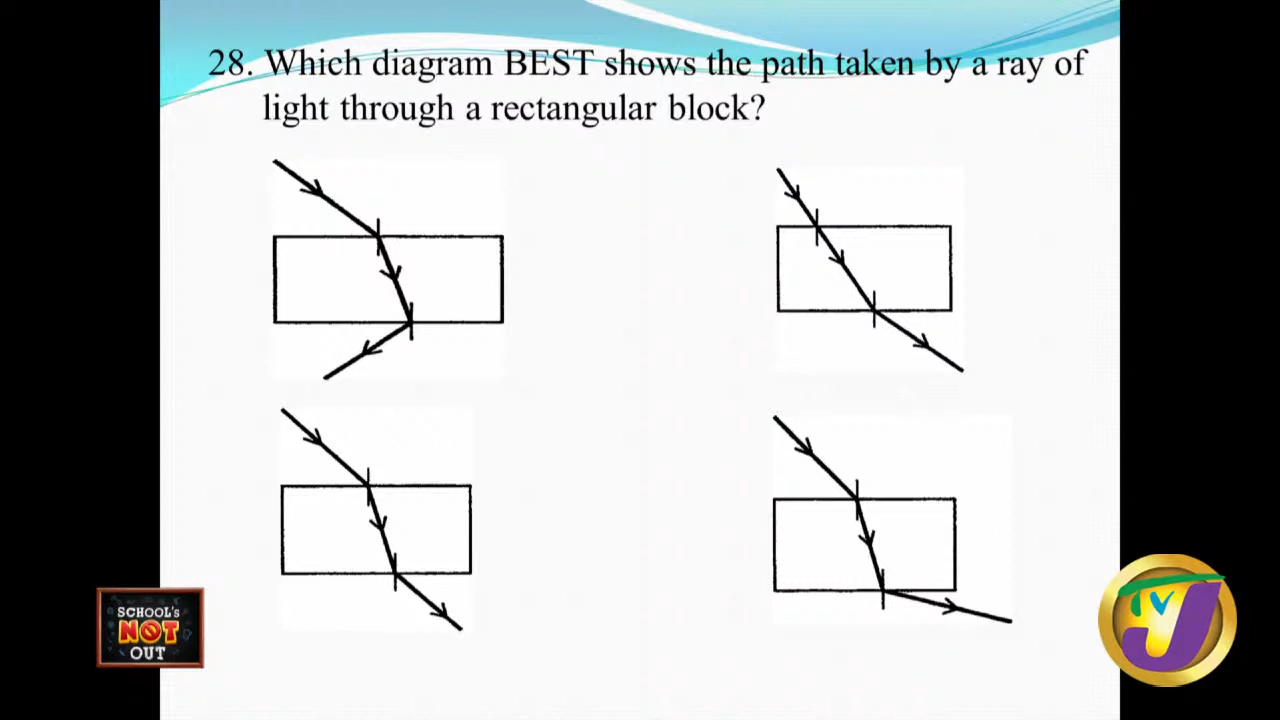 28. Which diagram BEST shows the path taken by a ray of
light through a rectangular block?
SCHOOL's
NOT
OUT
TVJ